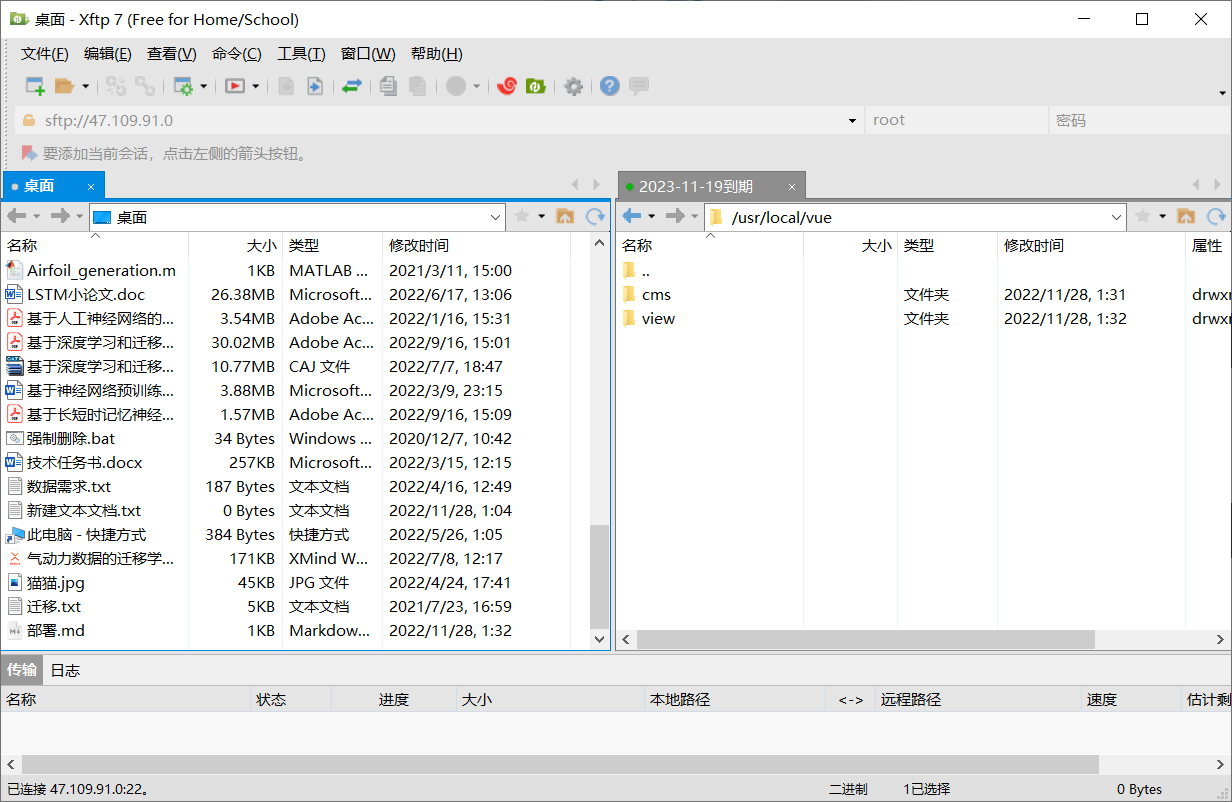 桌面 - Xftp 7 (Free for Home/School)
文件(F) 编辑(E) 查看(V) 命令(C) 工具(T) 窗口(W) 帮助(H)
sftp://47.109.91.0 root 密码
要添加当前会话，点击左侧的箭头按钮。
桌面 × 2023-11-19到期 ×
桌面 /usr/local/vue
名称 大小 类型 修改时间 名称 大小 类型 修改时间 属性
Airfoil_generation.m 1KB MATLAB ... 2021/3/11, 15:00 ..
LSTM小论文.doc 26.38MB Microsoft... 2022/6/17, 13:06 cms 文件夹 2022/11/28, 1:31 drwx
基于人工神经网络的... 3.54MB Adobe Ac... 2022/1/16, 15:31 view 文件夹 2022/11/28, 1:32 drwx
基于深度学习和迁移... 30.02MB Adobe Ac... 2022/9/16, 15:01
基于深度学习和迁移... 10.77MB CAJ 文件 2022/7/7, 18:47
基于神经网络预训练... 3.88MB Microsoft... 2022/3/9, 23:15
基于长短时记忆神经... 1.57MB Adobe Ac... 2022/9/16, 15:09
强制删除.bat 34 Bytes Windows ... 2020/12/7, 10:42
技术任务书.docx 257KB Microsoft... 2022/3/15, 12:15
数据需求.txt 187 Bytes 文本文档 2022/4/16, 12:49
新建文本文档.txt 0 Bytes 文本文档 2022/11/28, 1:04
此电脑 - 快捷方式 384 Bytes 快捷方式 2022/5/26, 1:05
气动力数据的迁移学... 171KB XMind W... 2022/7/8, 12:17
猫猫.jpg 45KB JPG 文件 2022/4/24, 17:41
迁移.txt 5KB 文本文档 2021/7/23, 16:59
部署.md 1KB Markdow... 2022/11/28, 1:32
传输 日志
名称 状态 进度 大小 本地路径 <-> 远程路径 速度 估计剩
已连接 47.109.91.0:22。 二进制 1已选择 0 Bytes